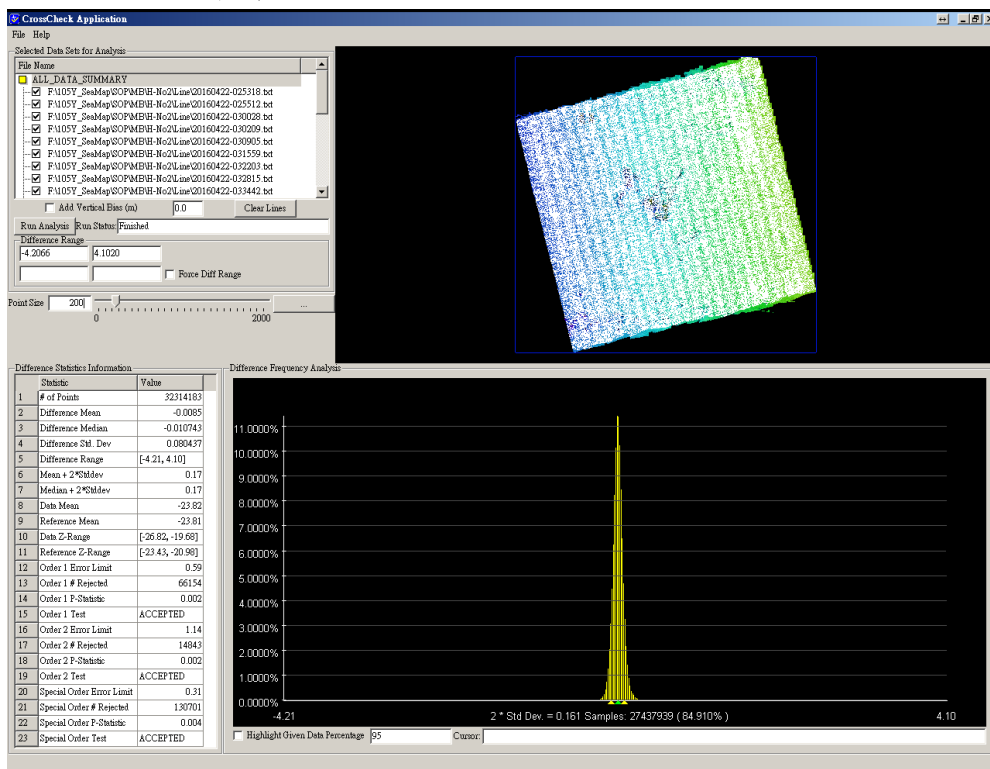 CrossCheck Application
File Help
Selected Data Sets for Analysis
File Name
ALL_DATA_SUMMARY
F:\105Y_SeaMap\SOP\MB\H-No2\Line\20160422-025318.txt
F:\105Y_SeaMap\SOP\MB\H-No2\Line\20160422-025512.txt
F:\105Y_SeaMap\SOP\MB\H-No2\Line\20160422-030028.txt
F:\105Y_SeaMap\SOP\MB\H-No2\Line\20160422-030209.txt
F:\105Y_SeaMap\SOP\MB\H-No2\Line\20160422-030905.txt
F:\105Y_SeaMap\SOP\MB\H-No2\Line\20160422-031559.txt
F:\105Y_SeaMap\SOP\MB\H-No2\Line\20160422-032203.txt
F:\105Y_SeaMap\SOP\MB\H-No2\Line\20160422-032815.txt
F:\105Y_SeaMap\SOP\MB\H-No2\Line\20160422-033442.txt
Add Vertical Bias (m) 0.0 Clear Lines
Run Analysis Run Status: Finished
Difference Range
-4.2066 4.1020
Force Diff Range
Point Size 200 ...
0 2000
Difference Statistics Information
Statistic Value
1 # of Points 32314183
2 Difference Mean -0.0085
3 Difference Median -0.010743
4 Difference Std. Dev 0.080437
5 Difference Range [-4.21, 4.10]
6 Mean + 2*Stddev 0.17
7 Median + 2*Stddev 0.17
8 Data Mean -23.82
9 Reference Mean -23.81
10 Data Z-Range [-26.82, -19.68]
11 Reference Z-Range [-23.43, -20.98]
12 Order 1 Error Limit 0.59
13 Order 1 # Rejected 66154
14 Order 1 P-Statistic 0.002
15 Order 1 Test ACCEPTED
16 Order 2 Error Limit 1.14
17 Order 2 # Rejected 14843
18 Order 2 P-Statistic 0.002
19 Order 2 Test ACCEPTED
20 Special Order Error Limit 0.31
21 Special Order # Rejected 130701
22 Special Order P-Statistic 0.004
23 Special Order Test ACCEPTED
Difference Frequency Analysis
11.0000%
10.0000%
9.0000%
8.0000%
7.0000%
6.0000%
5.0000%
4.0000%
3.0000%
2.0000%
1.0000%
0.0000%
-4.21 2 * Std Dev. = 0.161 Samples: 27437939 ( 84.910% ) 4.10
Highlight Given Data Percentage 95 Cursor: